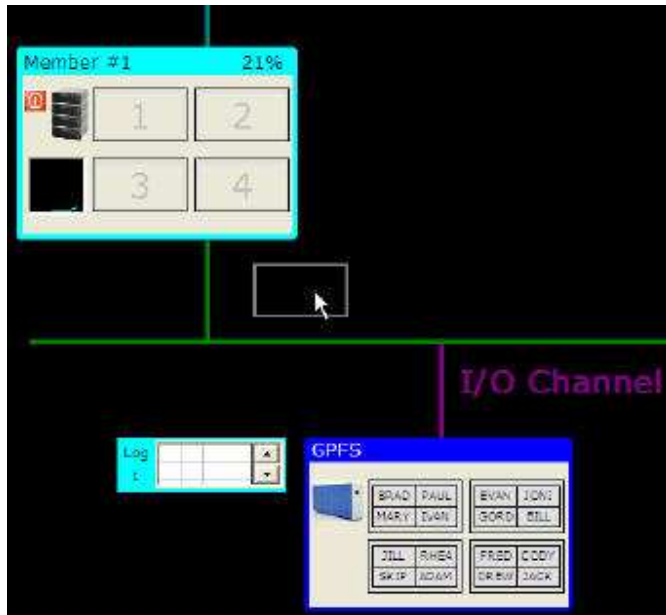 Member #1 21%
1 2
3 4
I/O Channel
Log
1
GPFS
BRAD PAUL EVAN JONI
MARY IVAN GORD BILL
JILL RHEA FRED CODY
SKIP ADAM DREW JACK